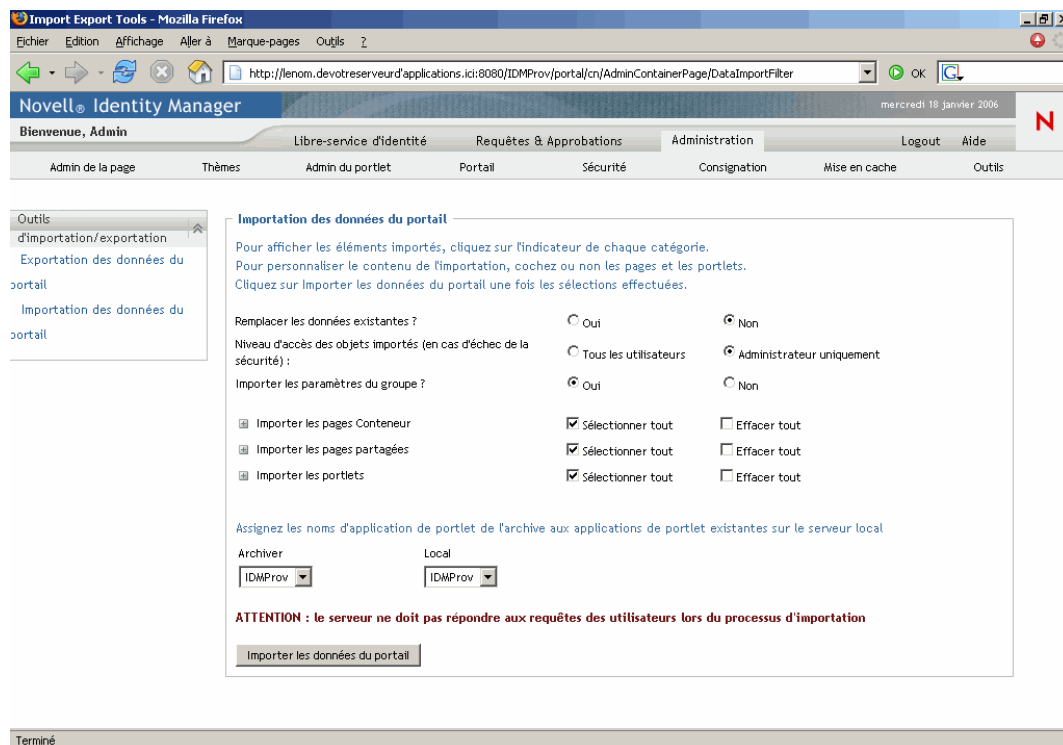 Import Export Tools - Mozilla Firefox
Fichier Edition Affichage Aller à Marque-pages Outils ?
http://lenom.devotreserveurd'applications.ici:8080/IDMProv/portal/cn/AdminContainerPage/DataImportFilter OK G
Novell® Identity Manager mercredi 18 janvier 2006
N
Bienvenue, Admin
Libre-service d'identité Requêtes & Approbations Administration Logout Aide
Admin de la page Thèmes Admin du portlet Portail Sécurité Consignation Mise en cache Outils
Outils
d'importation/exportation
Exportation des données du
portail
Importation des données du
portail
Importation des données du portail
Pour afficher les éléments importés, cliquez sur l'indicateur de chaque catégorie.
Pour personnaliser le contenu de l'importation, cochez ou non les pages et les portlets.
Cliquez sur Importer les données du portail une fois les sélections effectuées.
Remplacer les données existantes ? Oui Non
Niveau d'accès des objets importés (en cas d'échec de la
sécurité) : Tous les utilisateurs Administrateur uniquement
Importer les paramètres du groupe ? Oui Non
Importer les pages Conteneur Sélectionner tout Effacer tout
Importer les pages partagées Sélectionner tout Effacer tout
Importer les portlets Sélectionner tout Effacer tout
Assignez les noms d'application de portlet de l'archive aux applications de portlet existantes sur le serveur local
Archiver Local
IDMProv IDMProv
ATTENTION : le serveur ne doit pas répondre aux requêtes des utilisateurs lors du processus d'importation
Importer les données du portail
Terminé